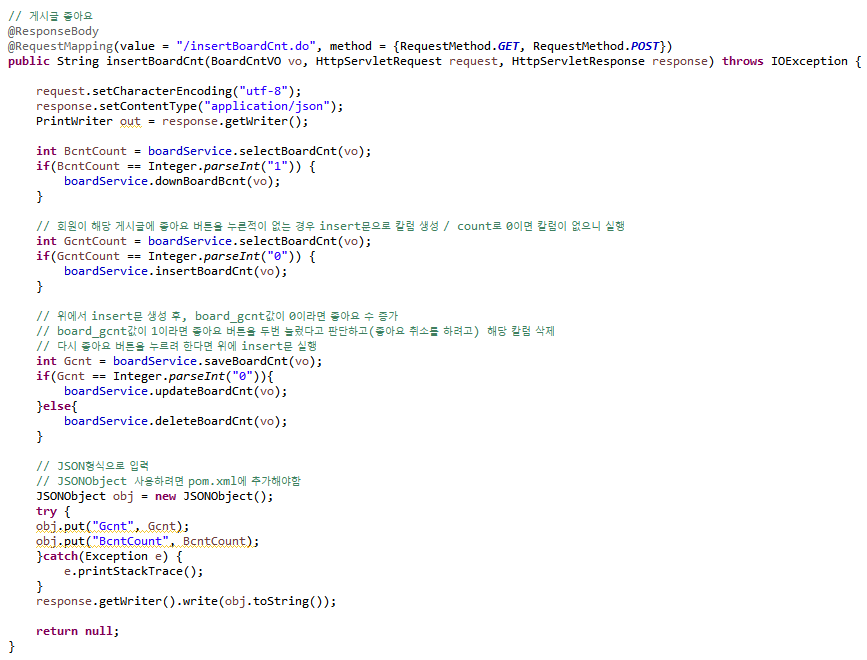 // 게시글 좋아요
@ResponseBody
@RequestMapping(value = "/insertBoardCnt.do", method = {RequestMethod.GET, RequestMethod.POST})
public String insertBoardCnt(BoardCntVO vo, HttpServletRequest request, HttpServletResponse response) throws IOException {
request.setCharacterEncoding("utf-8");
response.setContentType("application/json");
PrintWriter out = response.getWriter();
int BcntCount = boardService.selectBoardCnt(vo);
if(BcntCount == Integer.parseInt("1")) {
boardService.downBoardBcnt(vo);
}
// 회원이 해당 게시글에 좋아요 버튼을 누른적이 없는 경우 insert문으로 칼럼 생성 / count로 0이면 칼럼이 없으니 실행
int GcntCount = boardService.selectBoardCnt(vo);
if(GcntCount == Integer.parseInt("0")) {
boardService.insertBoardCnt(vo);
}
// 위에서 insert문 생성 후, board_gcnt값이 0이라면 좋아요 수 증가
// board_gcnt값이 1이라면 좋아요 버튼을 두번 눌렀다고 판단하고(좋아요 취소를 하려고) 해당 칼럼 삭제
// 다시 좋아요 버튼을 누르려 한다면 위에 insert문 실행
int Gcnt = boardService.saveBoardCnt(vo);
if(Gcnt == Integer.parseInt("0")){
boardService.updateBoardCnt(vo);
}else{
boardService.deleteBoardCnt(vo);
}
// JSON형식으로 입력
// JSONObject 사용하려면 pom.xml에 추가해야함
JSONObject obj = new JSONObject();
try {
obj.put("Gcnt", Gcnt);
obj.put("BcntCount", BcntCount);
}catch(Exception e) {
e.printStackTrace();
}
response.getWriter().write(obj.toString());
return null;
}